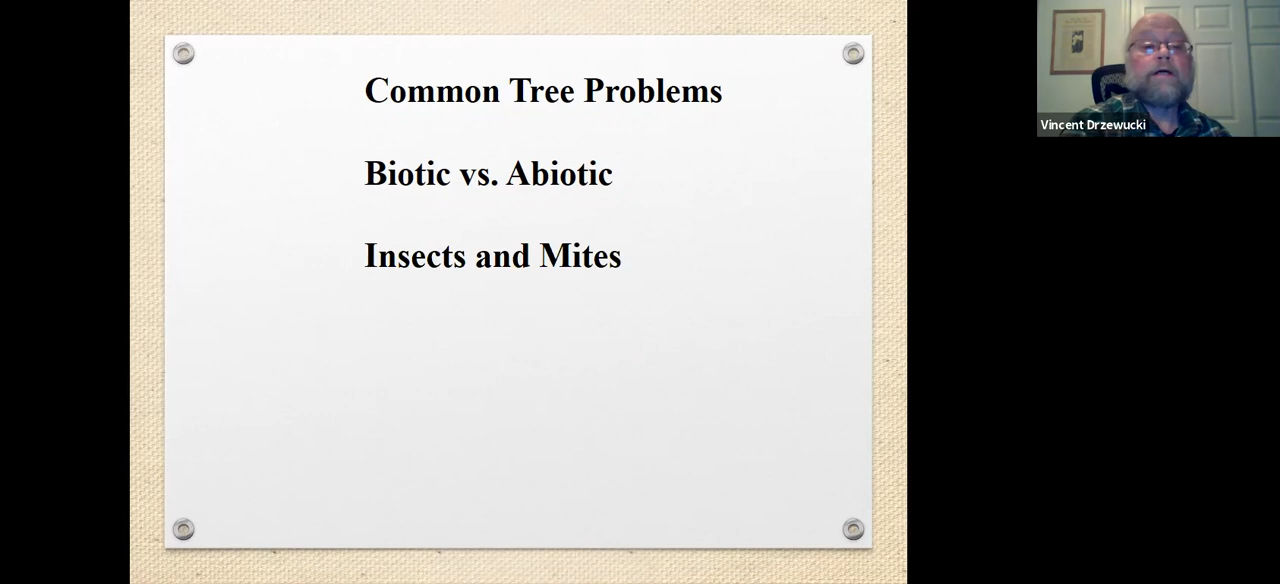 Common Tree Problems
Biotic vs. Abiotic
Insects and Mites
Vincent Drzewucki